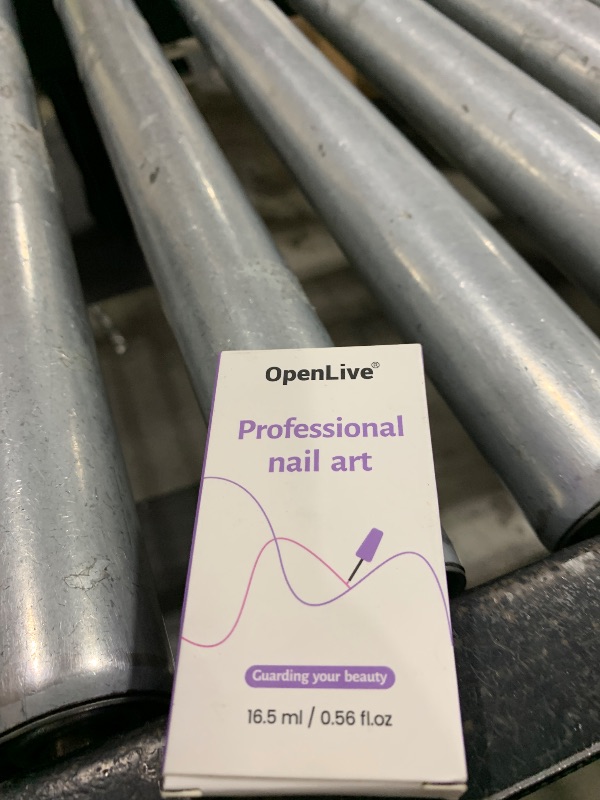 OpenLive®
Professional
nail art
Guarding your beauty
16.5 ml / 0.56 fl.oz